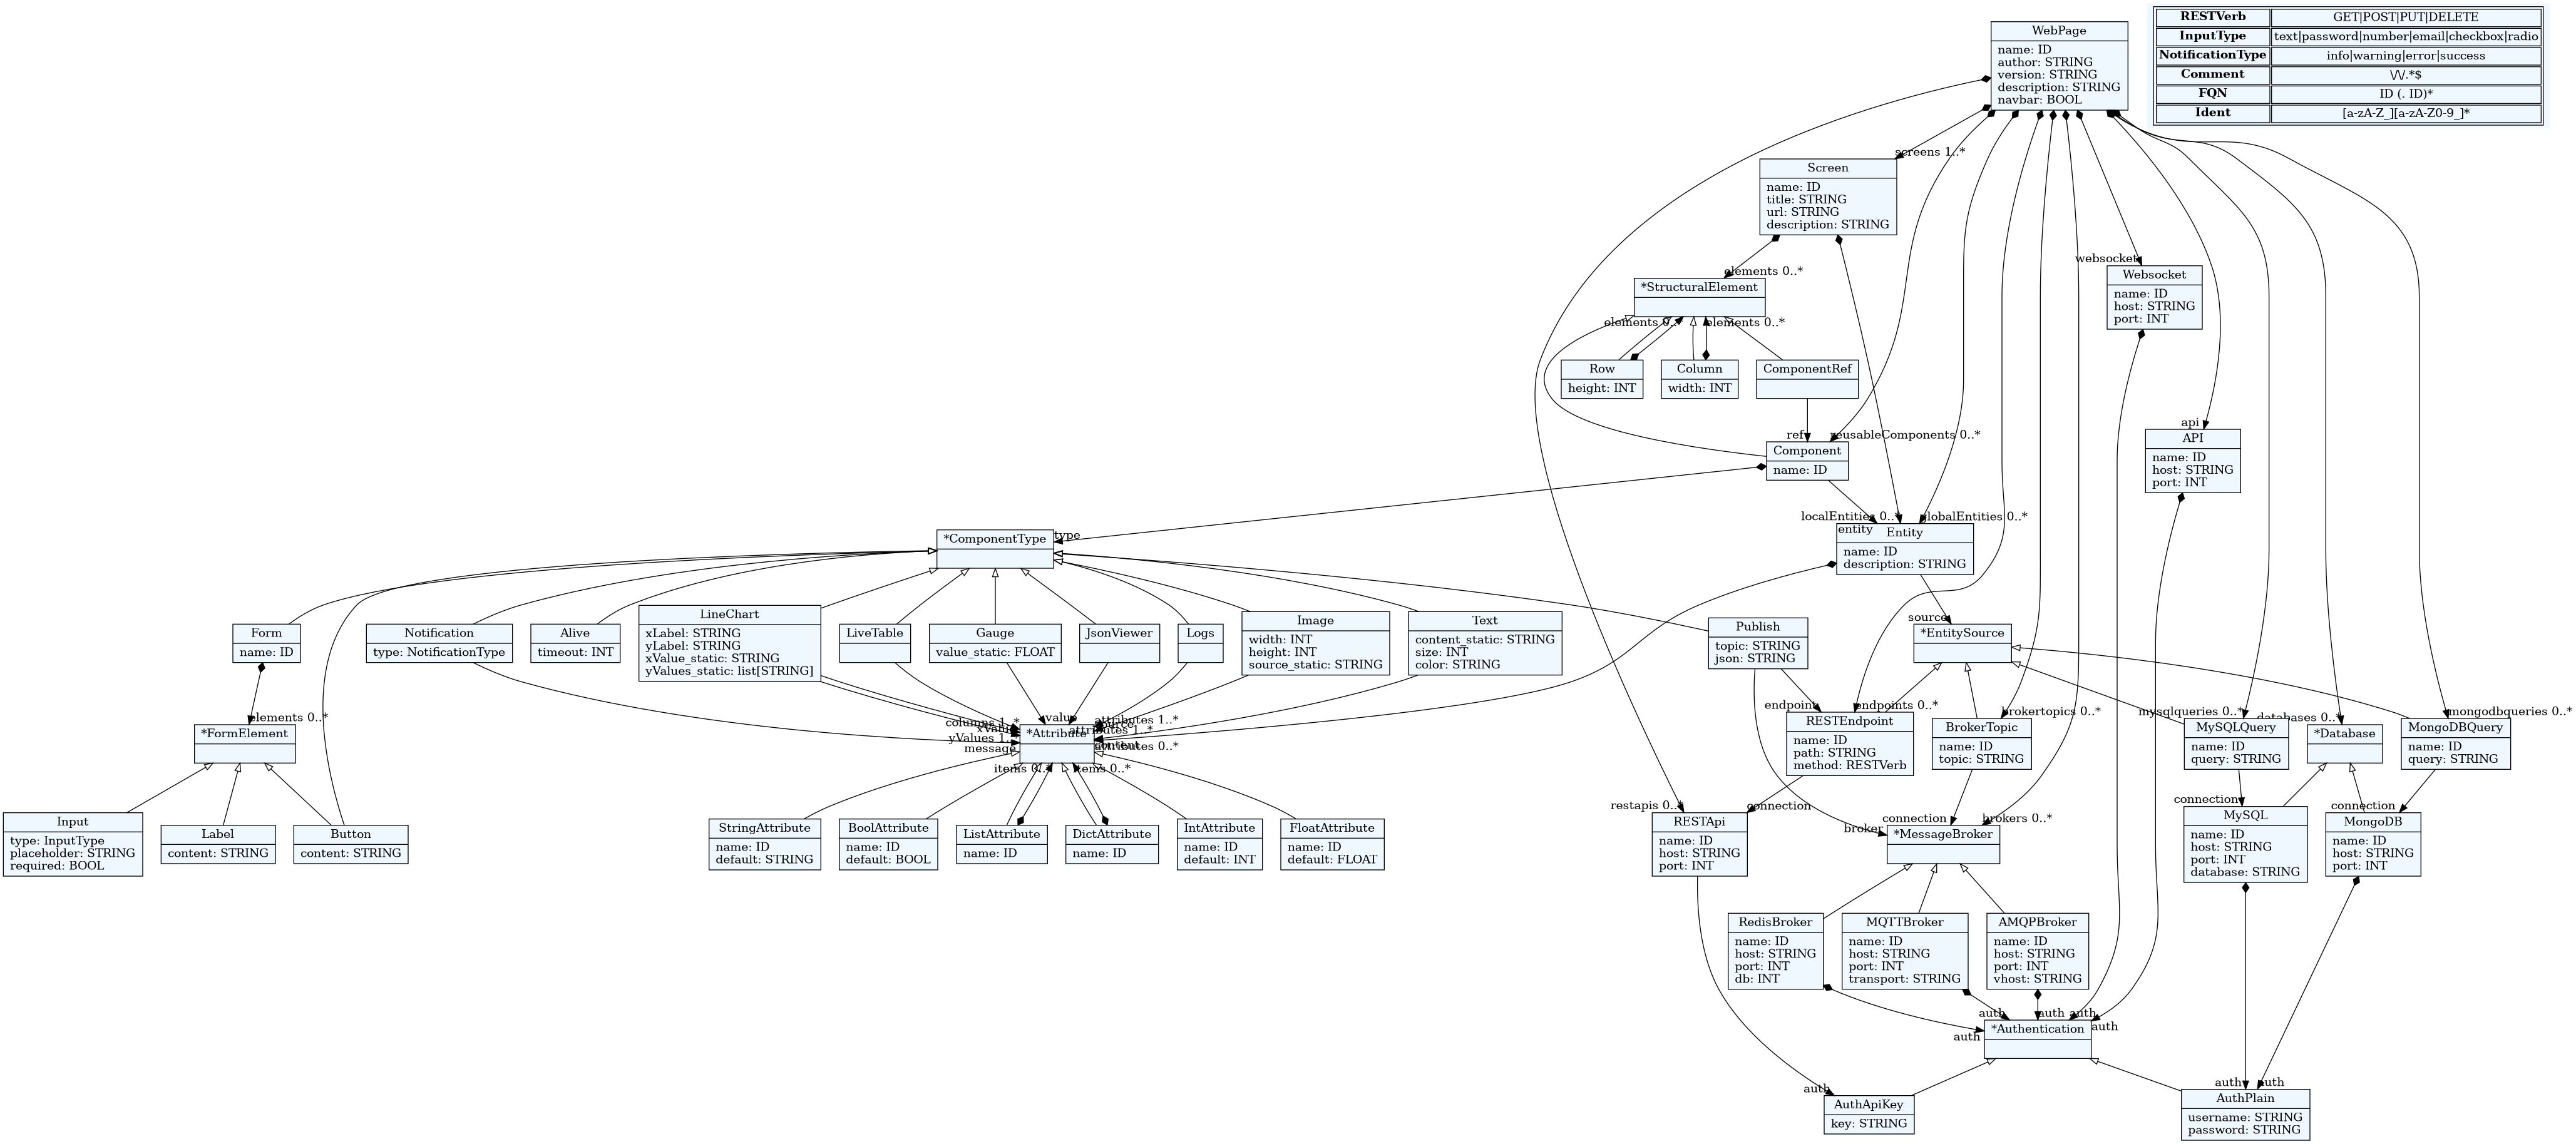 WebPage
name: ID
author: STRING
version: STRING
description: STRING
navbar: BOOL
RESTVerb GET|POST|PUT|DELETE
InputType text|password|number|email|checkbox|radio
NotificationType info|warning|error|success
Comment \/\/.*$
FQN ID (. ID)*
Ident [a-zA-Z_][a-zA-Z0-9_]*
screens 1..*
Screen
name: ID
title: STRING
url: STRING
description: STRING
elements 0..*
*StructuralElement
elements 0..*
elements 0..*
websocket
Websocket
name: ID
host: STRING
port: INT
Row
height: INT
Column
width: INT
ComponentRef
ref
reusableComponents 0..*
Component
name: ID
api
API
name: ID
host: STRING
port: INT
localEntities 0..*
globalEntities 0..*
entity
Entity
name: ID
description: STRING
type
*ComponentType
Form
name: ID
Notification
type: NotificationType
Alive
timeout: INT
LineChart
xLabel: STRING
yLabel: STRING
xValue_static: STRING
yValues_static: list[STRING]
LiveTable
Gauge
value_static: FLOAT
JsonViewer
Logs
Image
width: INT
height: INT
source_static: STRING
Text
content_static: STRING
size: INT
color: STRING
Publish
topic: STRING
json: STRING
source
*EntitySource
elements 0..*
*FormElement
columns 1..*
value
attributes 1..*
attributes 1..*
message
content
attributes 0..*
*Attribute
items 0..*
items 0..*
endpoint
endpoints 0..*
RESTEndpoint
name: ID
path: STRING
method: RESTVerb
brokertopics 0..*
BrokerTopic
name: ID
topic: STRING
mysqlqueries 0..*
MySQLQuery
name: ID
query: STRING
databases 0..*
*Database
mongodbqueries 0..*
MongoDBQuery
name: ID
query: STRING
Input
type: InputType
placeholder: STRING
required: BOOL
Label
content: STRING
Button
content: STRING
StringAttribute
name: ID
default: STRING
BoolAttribute
name: ID
default: BOOL
ListAttribute
name: ID
DictAttribute
name: ID
IntAttribute
name: ID
default: INT
FloatAttribute
name: ID
default: FLOAT
restapis 0..*
connection
RESTApi
name: ID
host: STRING
port: INT
connection
broker
brokers 0..*
*MessageBroker
connection
MySQL
name: ID
host: STRING
port: INT
database: STRING
connection
MongoDB
name: ID
host: STRING
port: INT
RedisBroker
name: ID
host: STRING
port: INT
db: INT
MQTTBroker
name: ID
host: STRING
port: INT
transport: STRING
AMQPBroker
name: ID
host: STRING
port: INT
vhost: STRING
auth
auth
auth
auth
auth
*Authentication
auth
AuthApiKey
key: STRING
auth
auth
AuthPlain
username: STRING
password: STRING